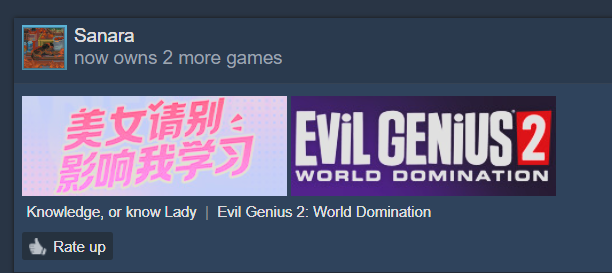 Sanara
now owns 2 more games
美女请别
影响我学习
EViL GENiUS 2
WORLD DOMINATION
Knowledge, or know Lady | Evil Genius 2: World Domination
Rate up